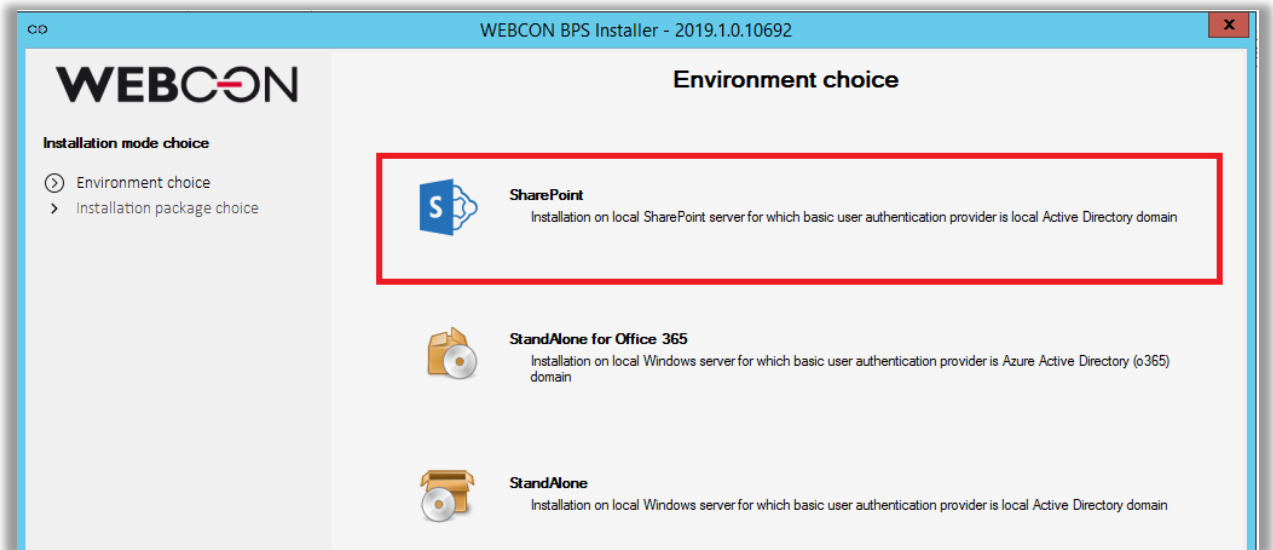 WEBCON BPS Installer - 2019.1.0.10692
x
WEBCON
Installation mode choice
Environment choice
Installation package choice
Environment choice
S
SharePoint
Installation on local SharePoint server for which basic user authentication provider is local Active Directory domain
StandAlone for Office 365
Installation on local Windows server for which basic user authentication provider is Azure Active Directory (o365)
domain
StandAlone
Installation on local Windows server for which basic user authentication provider is local Active Directory domain